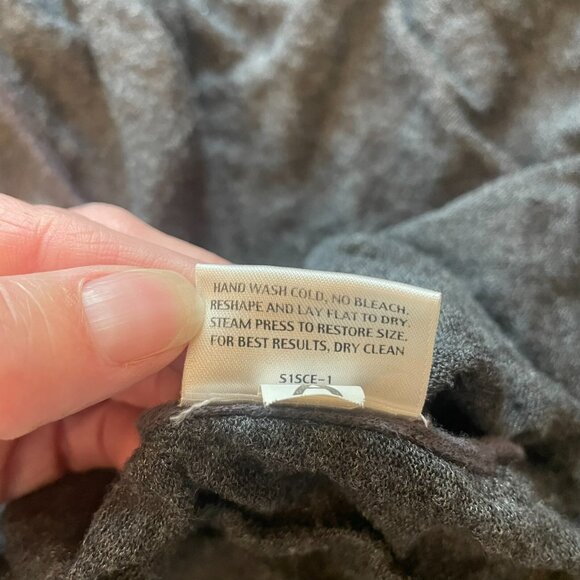 HAND WASH COLD, NO BLEACH.
RESHAPE AND LAY FLAT TO DRY.
STEAM PRESS TO RESTORE SIZE.
FOR BEST RESULTS, DRY CLEAN
S1SCE-1